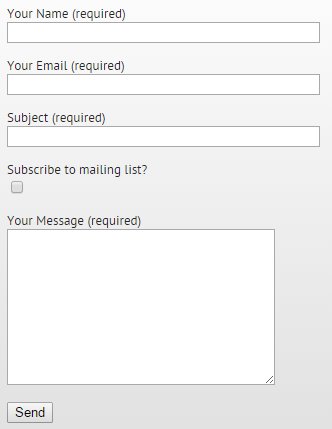 Your Name (required)
Your Email (required)
Subject (required)
Subscribe to mailing list?
Your Message (required)
Send